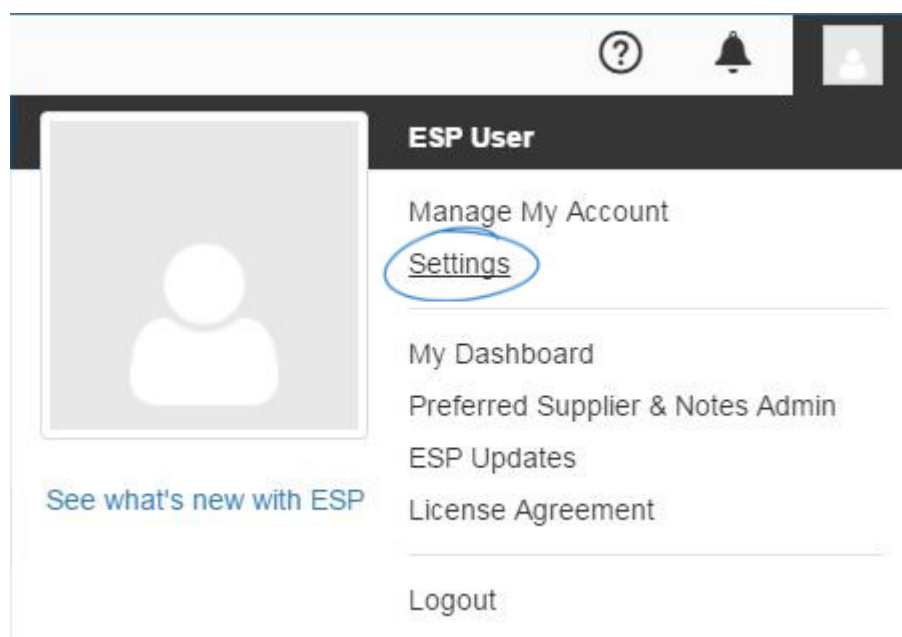 ESP User
Manage My Account
Settings
My Dashboard
Preferred Supplier & Notes Admin
ESP Updates
See what's new with ESP
License Agreement
Logout